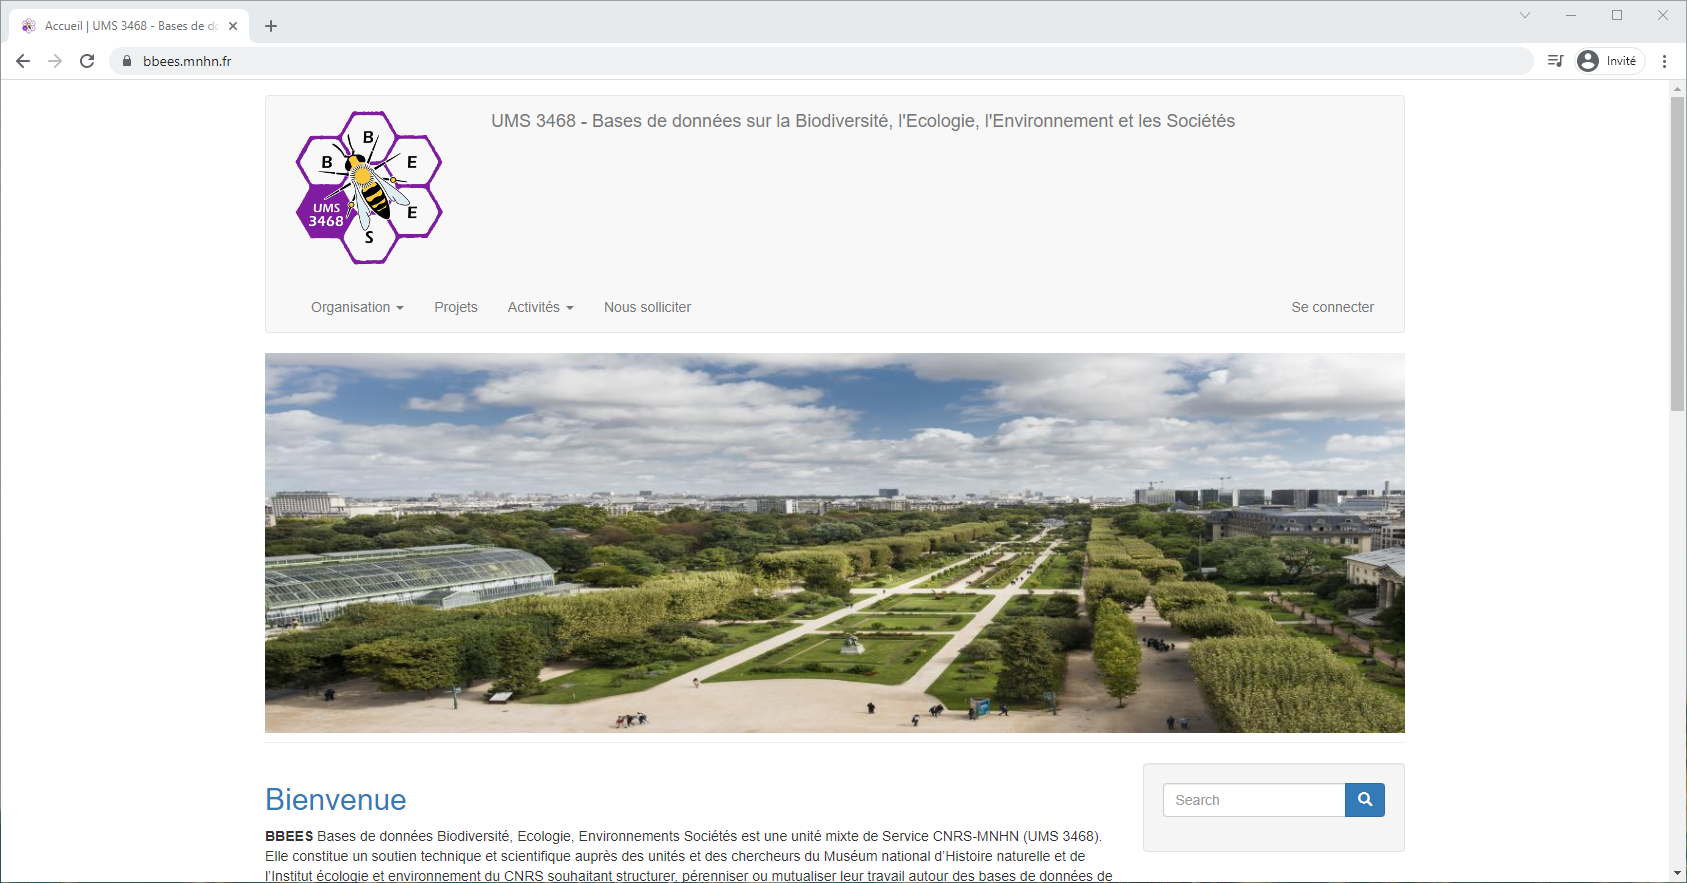 Accueil | UMS 3468 - Bases de do
bbees.mnhn.fr
Invité
B
B
E
UMS
3468
E
S
UMS 3468 - Bases de données sur la Biodiversité, l'Ecologie, l'Environnement et les Sociétés
Organisation
Projets
Activités
Nous solliciter
Se connecter
Bienvenue
Search
BBEES Bases de données Biodiversité, Ecologie, Environnements Sociétés est une unité mixte de Service CNRS-MNHN (UMS 3468).
Elle constitue un soutien technique et scientifique auprès des unités et des chercheurs du Muséum national d’Histoire naturelle et de
l’Institut écologie et environnement du CNRS souhaitant structurer, pérenniser ou mutualiser leur travail autour des bases de données de